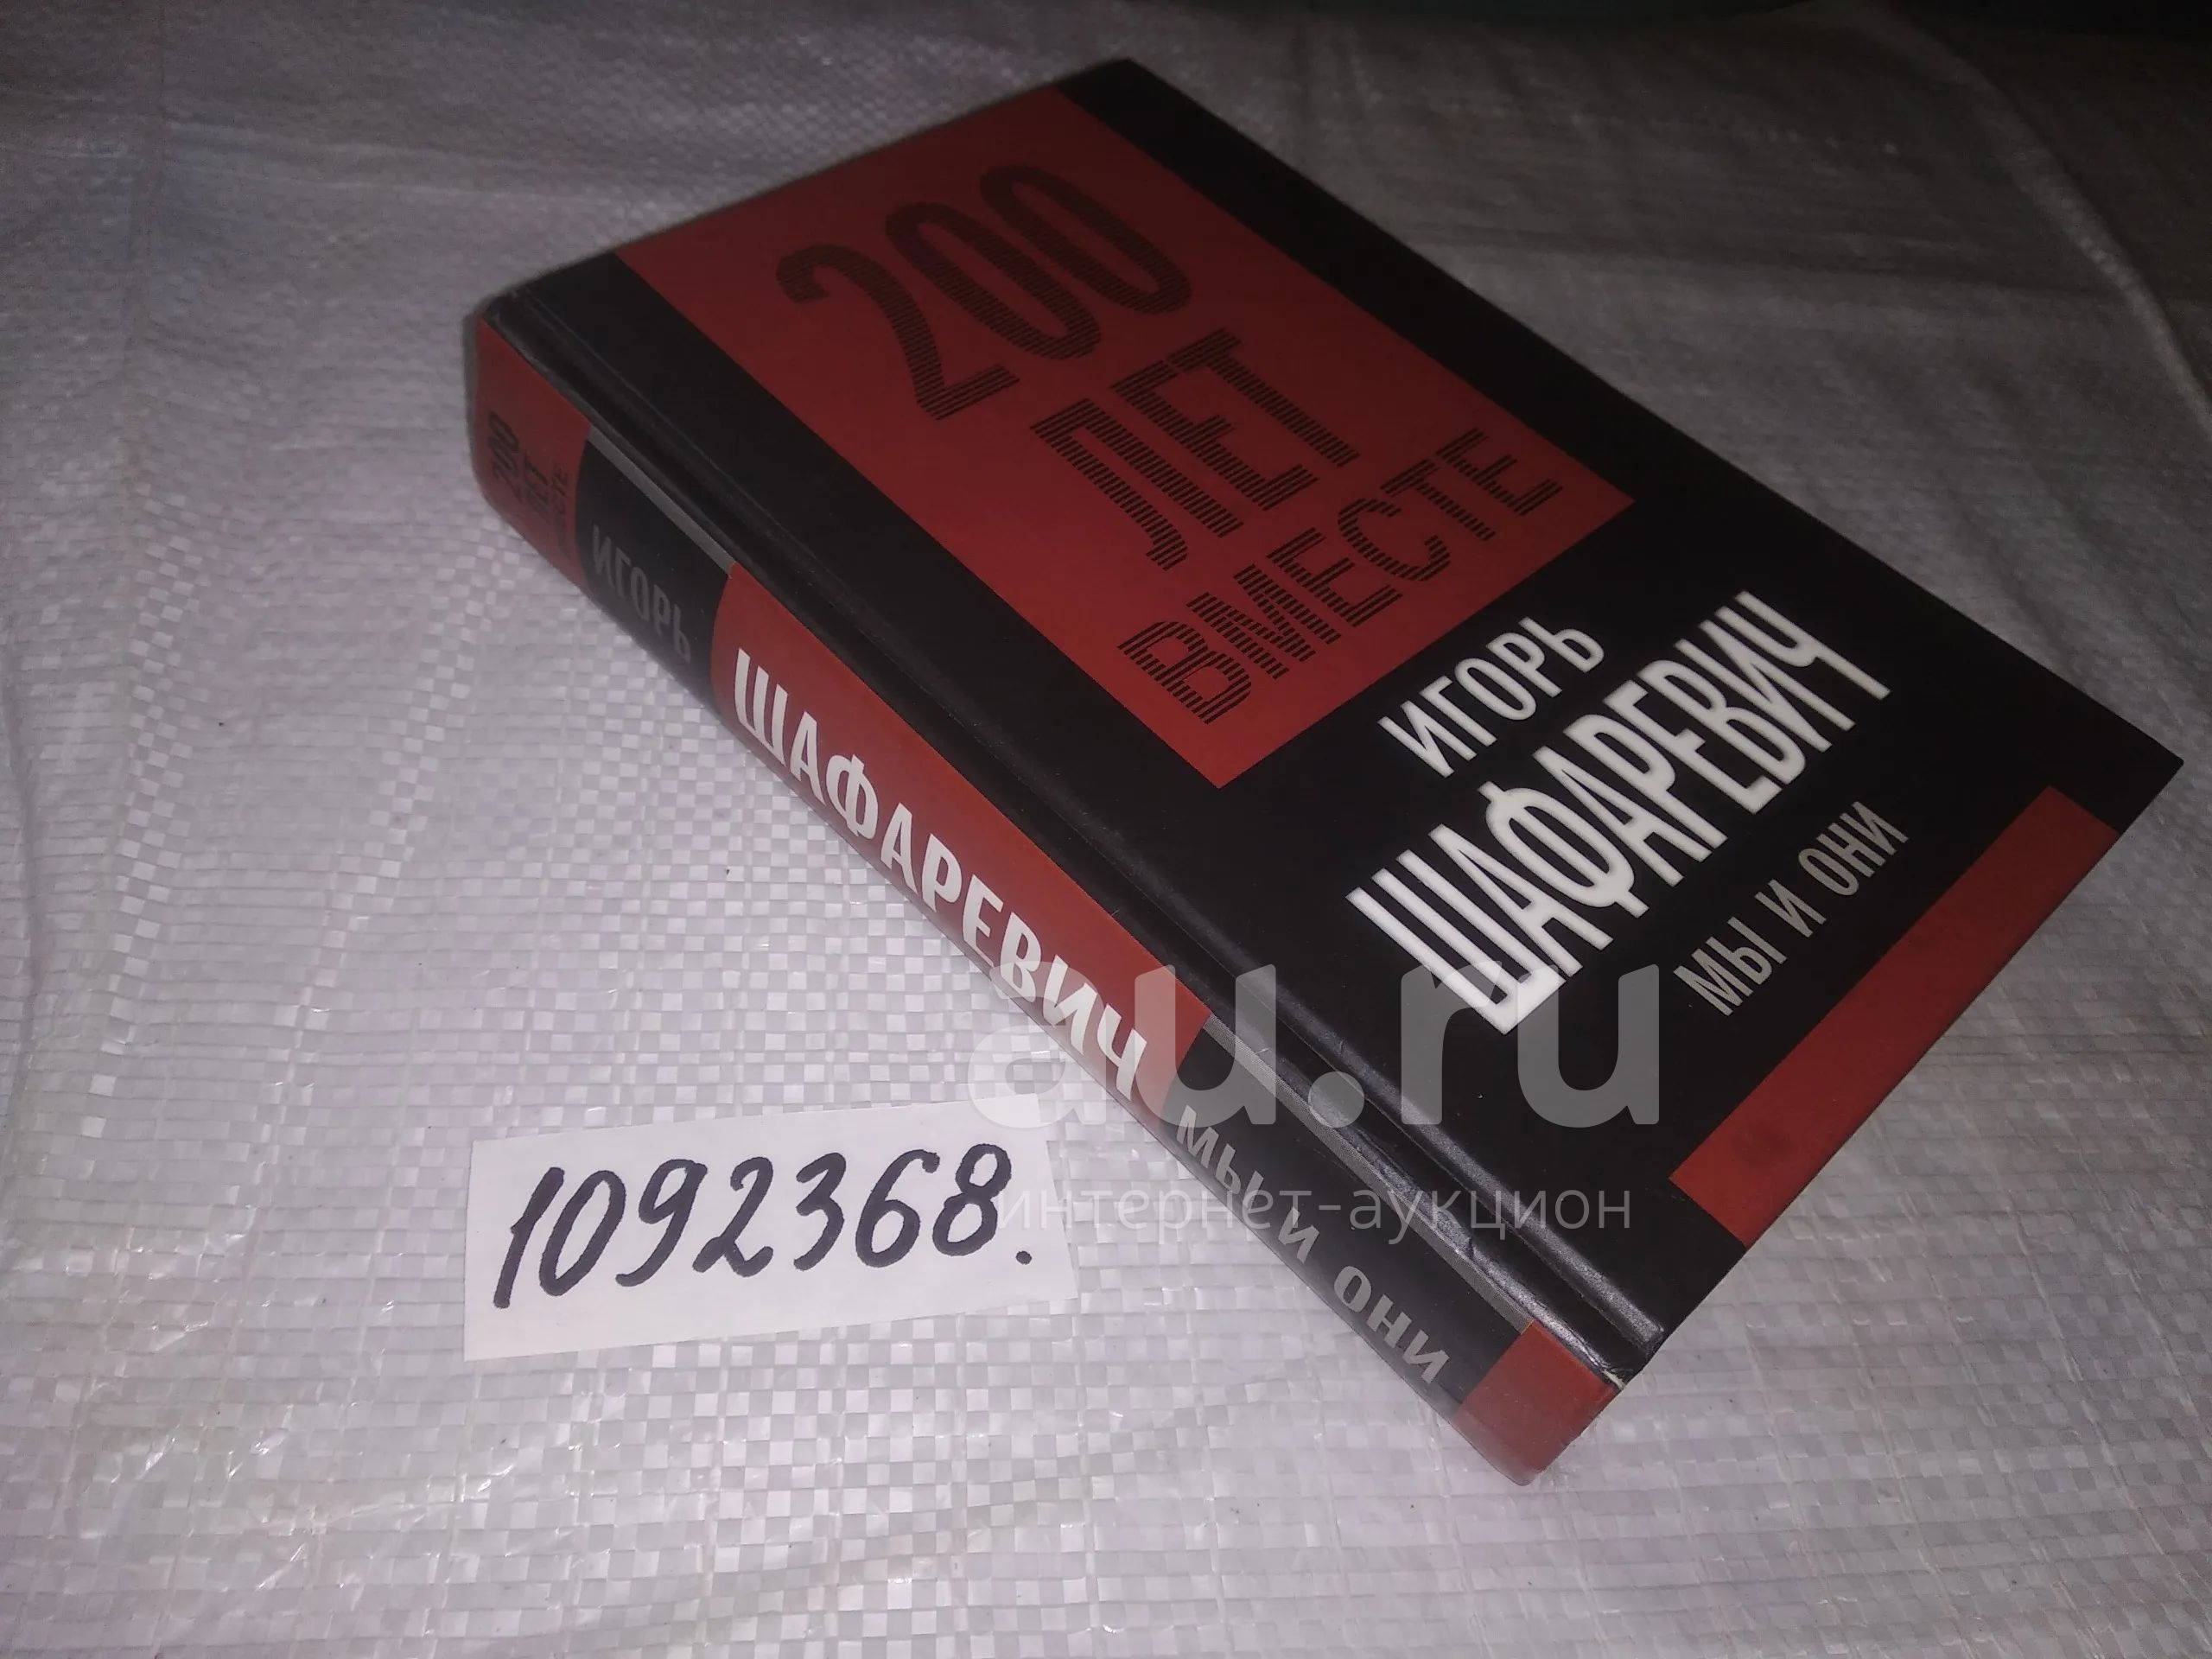 200
ЛЕТ
ВМЕСТЕ
ИГОРЬ
ШАФАРЕВИЧ
МЫ И ОНИ
200
ЛЕТ
ВМЕСТЕ
ИГОРЬ
ШАФАРЕВИЧ
МЫ И ОНИ
1092368.
au.ru
интернет-аукцион